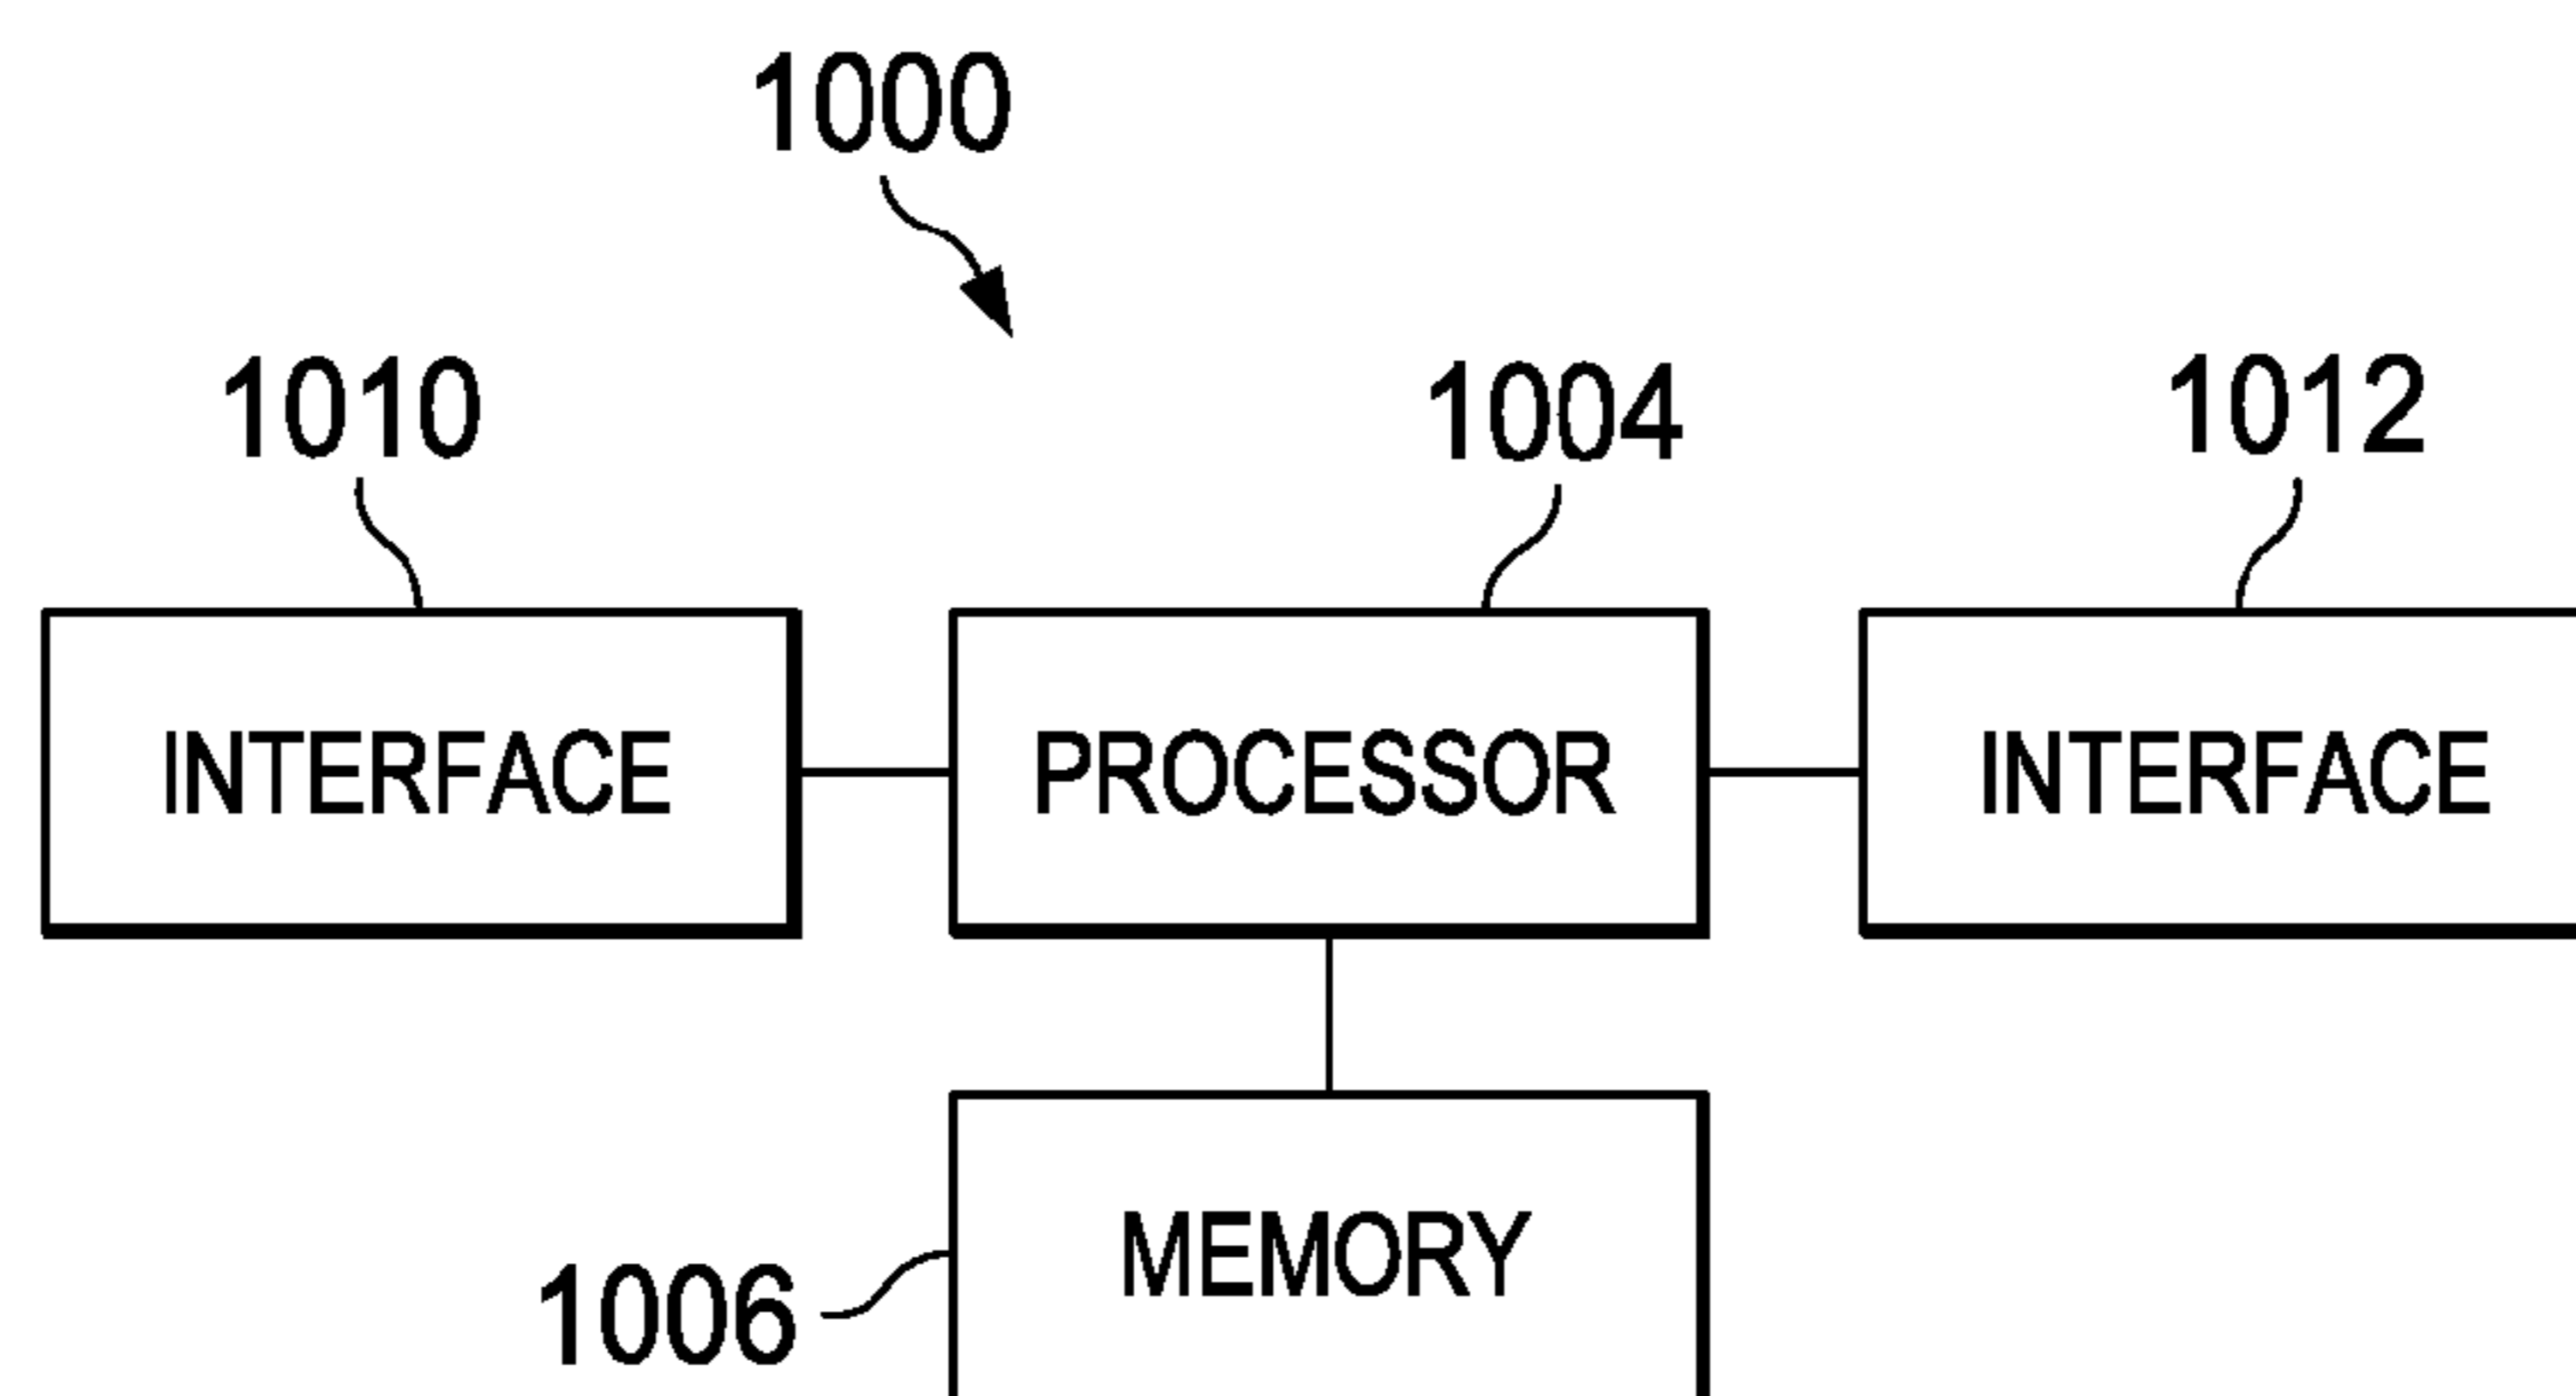 1000
1010 1004 1012
INTERFACE PROCESSOR INTERFACE
MEMORY
1006